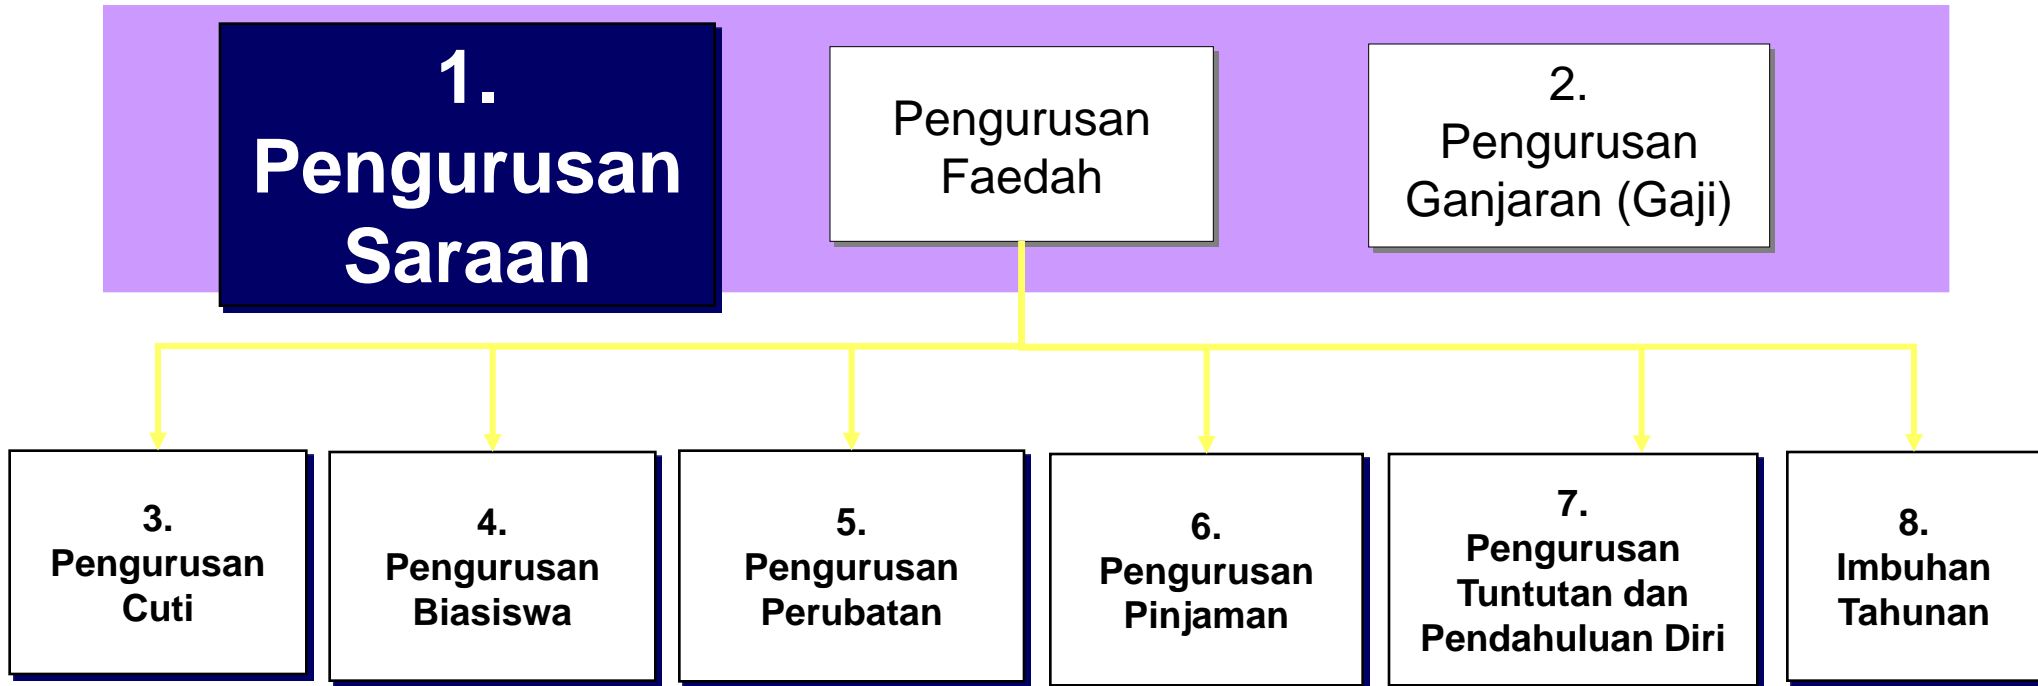 1.
Pengurusan
Saraan
Pengurusan
Faedah
2.
Pengurusan
Ganjaran (Gaji)
3.
Pengurusan
Cuti
4.
Pengurusan
Biasiswa
5.
Pengurusan
Perubatan
6.
Pengurusan
Pinjaman
7.
Pengurusan
Tuntutan dan
Pendahuluan Diri
8.
Imbuhan
Tahunan